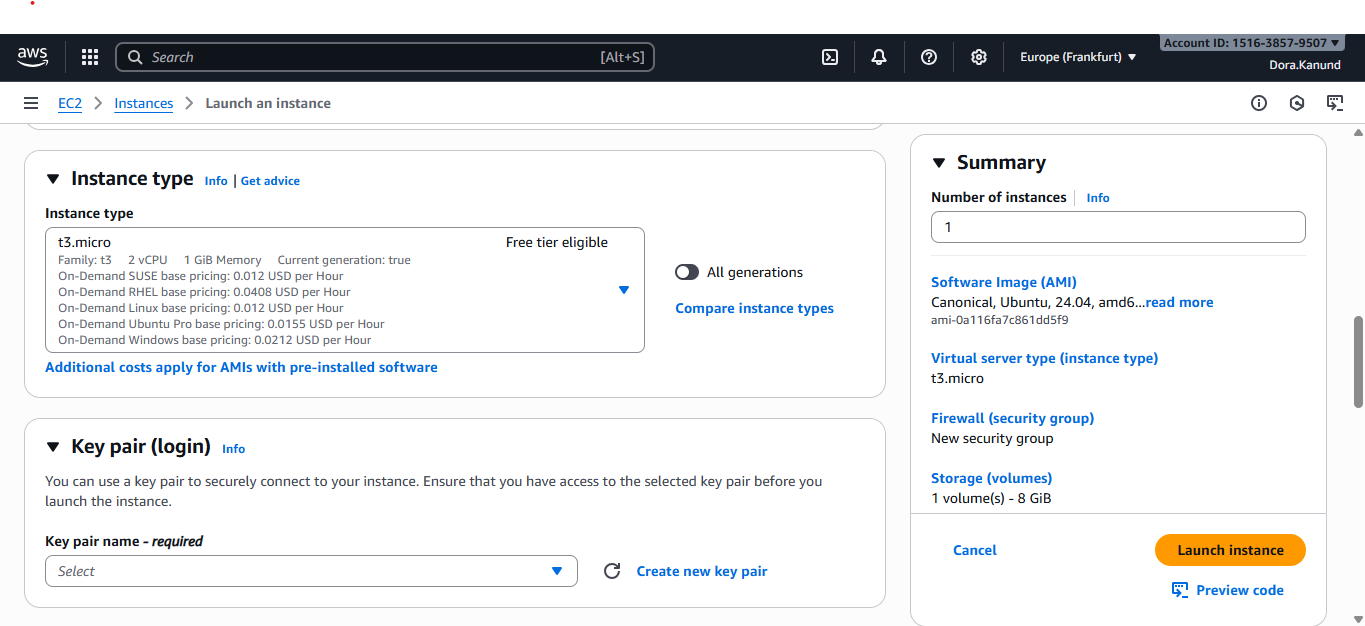 aws
Search [Alt+S]
Europe (Frankfurt)
Account ID: 1516-3857-9507
Dora.Kanund
EC2 > Instances > Launch an instance
Instance type Info | Get advice
Instance type
t3.micro Free tier eligible
Family: t3 2 vCPU 1 GiB Memory Current generation: true
On-Demand SUSE base pricing: 0.012 USD per Hour
On-Demand RHEL base pricing: 0.0408 USD per Hour
On-Demand Linux base pricing: 0.012 USD per Hour
On-Demand Ubuntu Pro base pricing: 0.0155 USD per Hour
On-Demand Windows base pricing: 0.0212 USD per Hour
All generations
Compare instance types
Additional costs apply for AMIs with pre-installed software
Key pair (login) Info
You can use a key pair to securely connect to your instance. Ensure that you have access to the selected key pair before you
launch the instance.
Key pair name - required
Select
Create new key pair
Summary
Number of instances Info
1
Software Image (AMI)
Canonical, Ubuntu, 24.04, amd6...read more
ami-0a116fa7c861dd5f9
Virtual server type (instance type)
t3.micro
Firewall (security group)
New security group
Storage (volumes)
1 volume(s) - 8 GiB
Cancel
Launch instance
Preview code